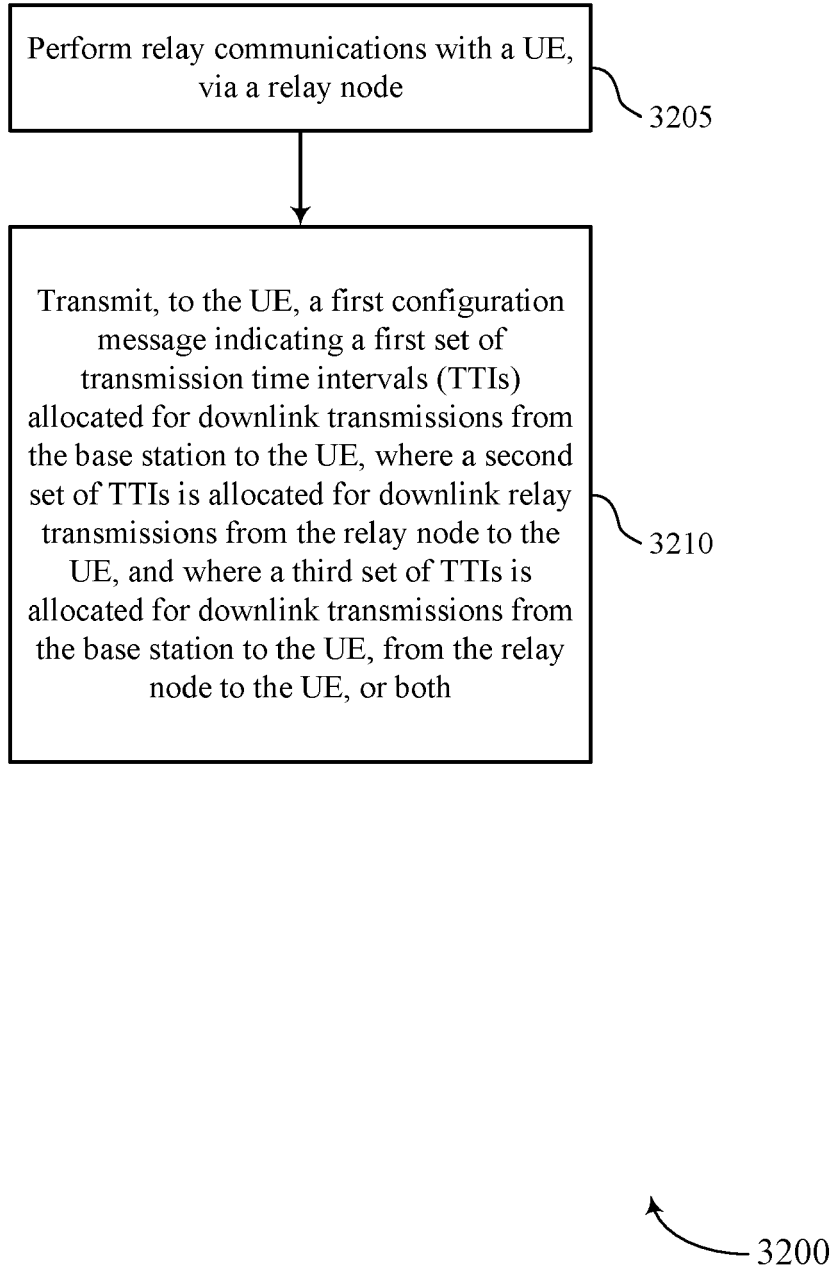 Perform relay communications with a UE,
via a relay node
3205
Transmit, to the UE, a first configuration
message indicating a first set of
transmission time intervals (TTIs)
allocated for downlink transmissions from
the base station to the UE, where a second
set of TTIs is allocated for downlink relay
transmissions from the relay node to the
UE, and where a third set of TTIs is
allocated for downlink transmissions from
the base station to the UE, from the relay
node to the UE, or both
3210
3200